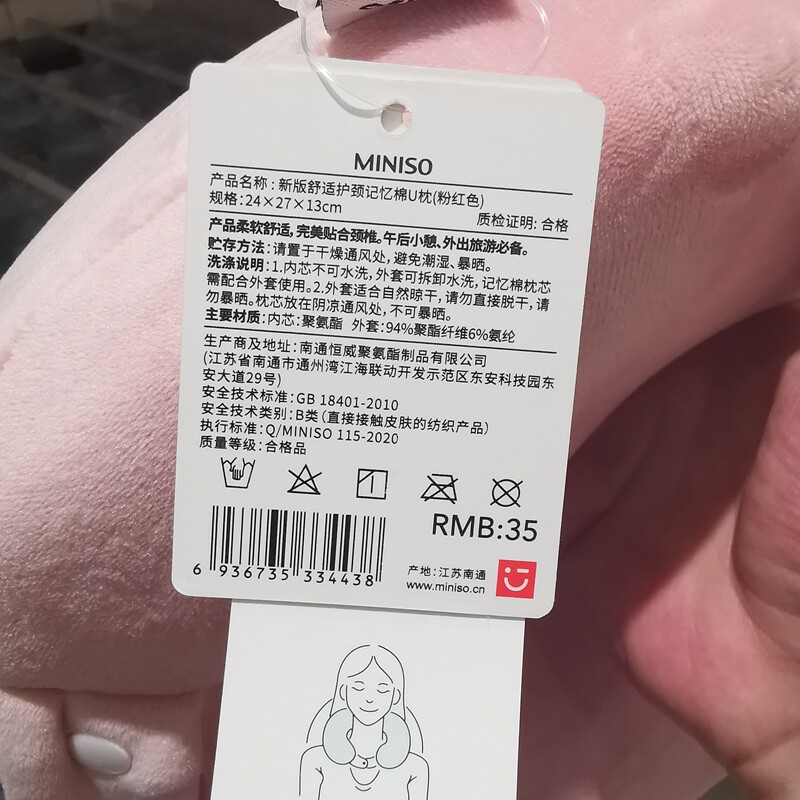 MINISO
产品名称:新版舒适护颈记忆棉U枕(粉红色)
规格:24×27×13cm
质检证明:合格
产品柔软舒适,完美贴合颈椎。午后小憩、外出旅游必备。
贮存方法:请置于干燥通风处,避免潮湿、暴晒。
洗涤说明:1.内芯不可水洗,外套可拆卸水洗,记忆棉枕芯
需配合外套使用。2.外套适合自然晾干,请勿直接脱干,请
勿暴晒。枕芯放在阴凉通风处,不可暴晒。
主要材质:内芯:聚氨酯 外套:94%聚酯纤维6%氨纶
生产商及地址:南通恒威聚氨酯制品有限公司
(江苏省南通市通州湾江海联动开发示范区东安科技园东
安大道29号)
安全技术标准:GB 18401-2010
安全技术类别:B类(直接接触皮肤的纺织产品)
执行标准:Q/MINISO 115-2020
质量等级:合格品
RMB:35
6 936735 334438
产地:江苏南通
www.miniso.cn